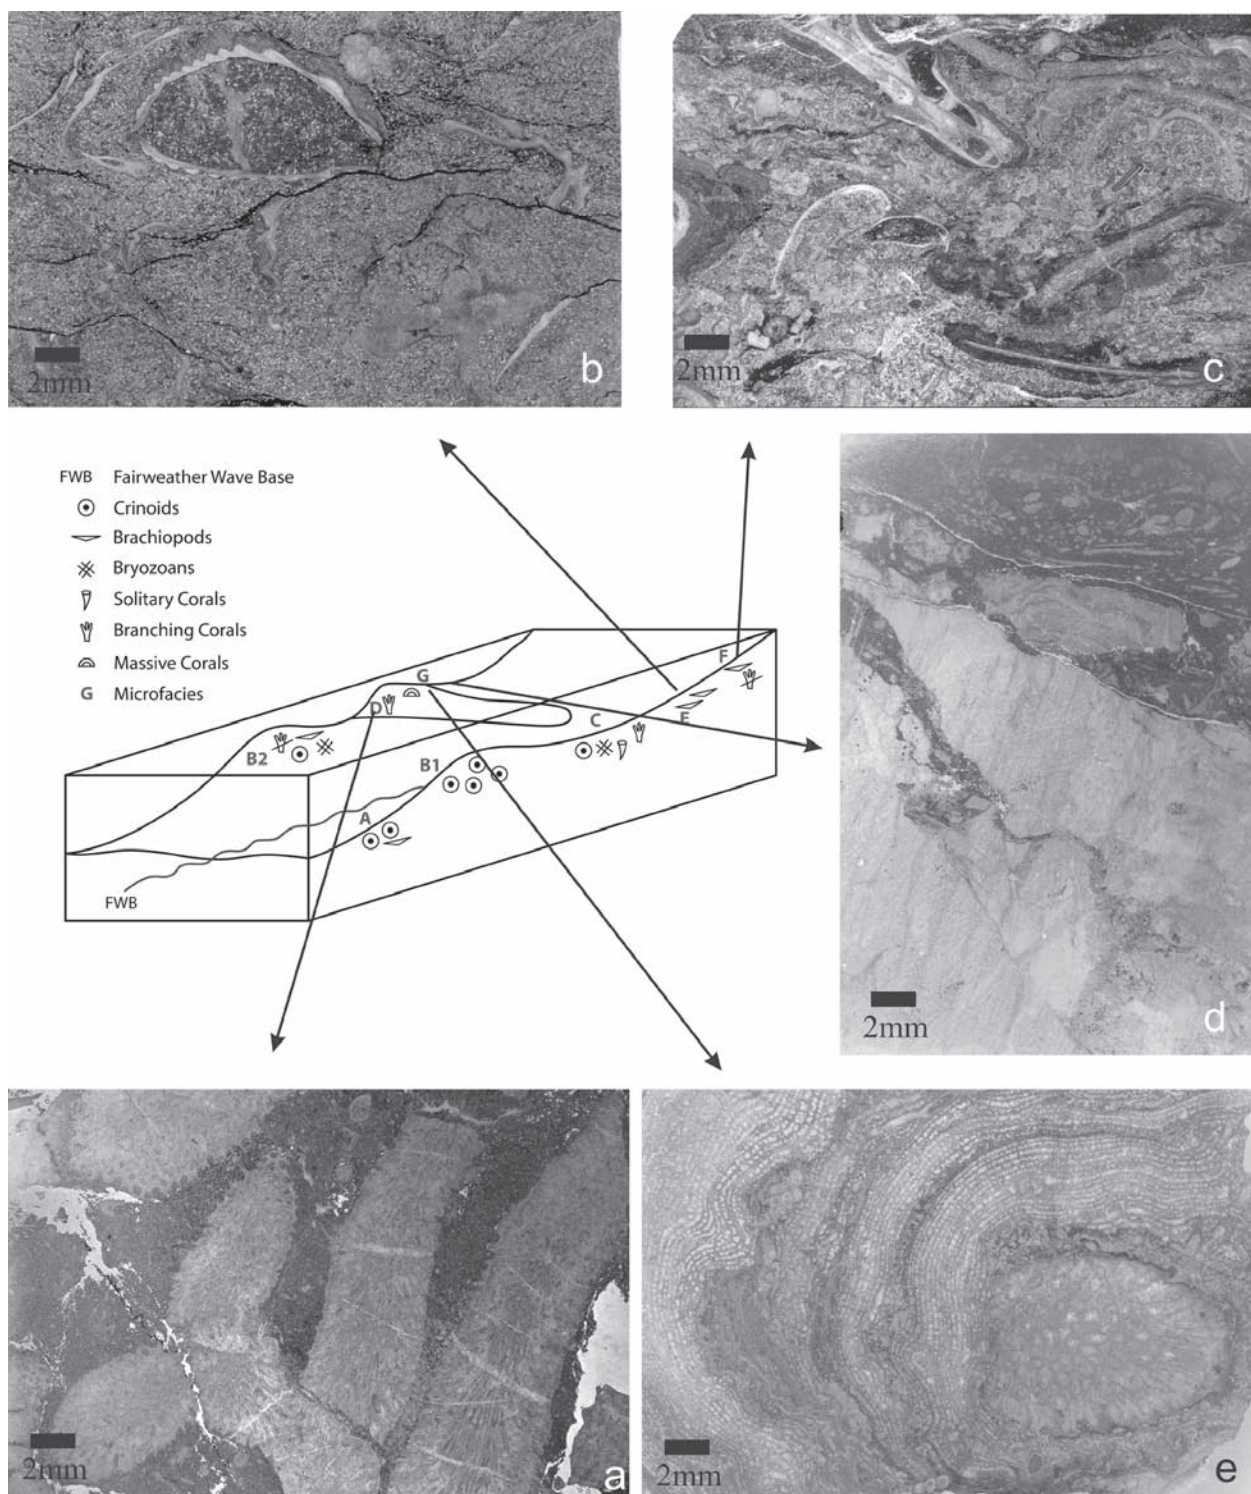 b
2mm
c
2mm
FWB Fairweather Wave Base
Crinoids
Brachiopods
Bryozoans
Solitary Corals
Branching Corals
Massive Corals
G Microfacies
F
G
D
E
C
B2
B1
A
FWB
d
2mm
a
2mm
e
2mm